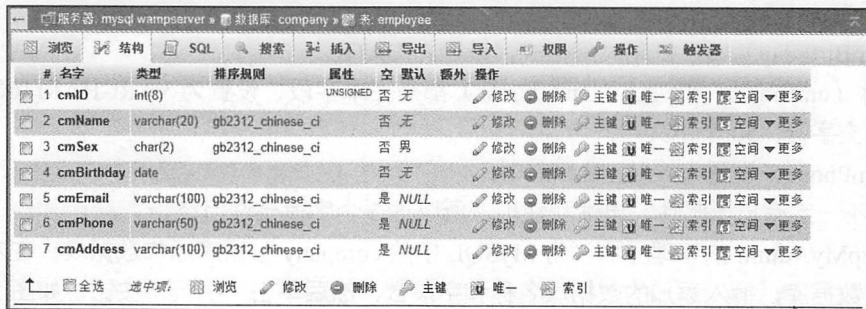 服务器: mysql wampserver » 数据库: company » 表: employee
浏览 结构 SQL 搜索 插入 导出 导入 权限 操作 触发器
# 名字 类型 排序规则 属性 空 默认 额外 操作
1 cmID int(8) UNSIGNED 否 无 修改 删除 主键 唯一 索引 空间 更多
2 cmName varchar(20) gb2312_chinese_ci 否 无 修改 删除 主键 唯一 索引 空间 更多
3 cmSex char(2) gb2312_chinese_ci 否 男 修改 删除 主键 唯一 索引 空间 更多
4 cmBirthday date 否 无 修改 删除 主键 唯一 索引 空间 更多
5 cmEmail varchar(100) gb2312_chinese_ci 是 NULL 修改 删除 主键 唯一 索引 空间 更多
6 cmPhone varchar(50) gb2312_chinese_ci 是 NULL 修改 删除 主键 唯一 索引 空间 更多
7 cmAddress varchar(100) gb2312_chinese_ci 是 NULL 修改 删除 主键 唯一 索引 空间 更多
全选 选中项: 浏览 修改 删除 主键 唯一 索引